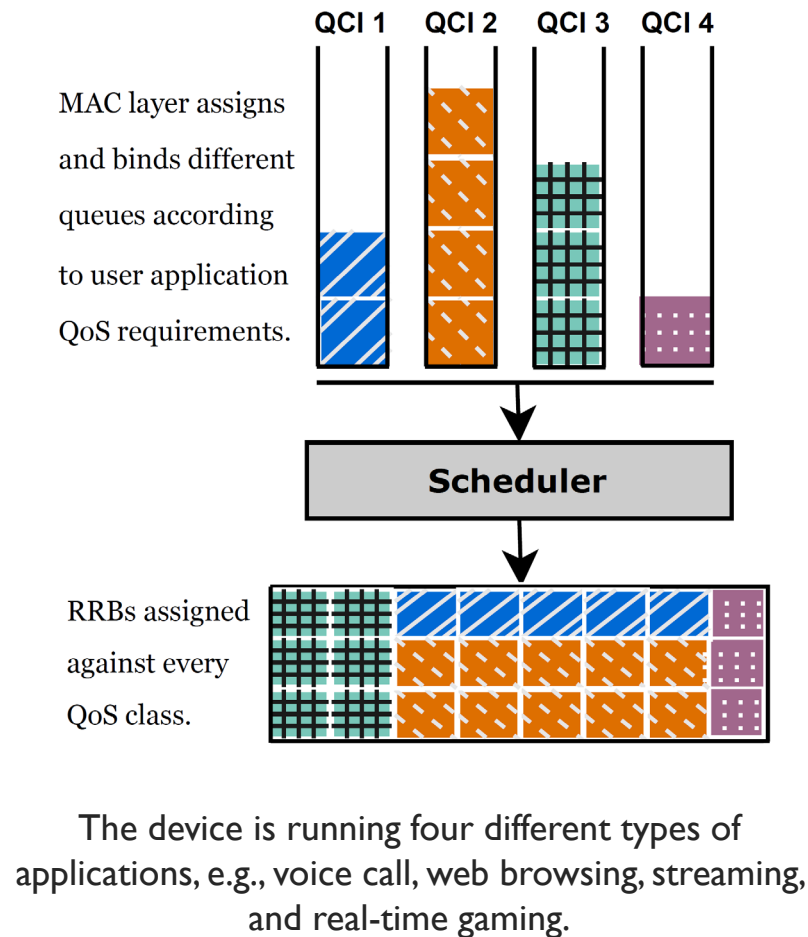 QCI 1 QCI 2 QCI 3 QCI 4
MAC layer assigns
and binds different
queues according
to user application
QoS requirements.
Scheduler
RRBs assigned
against every
QoS class.
The device is running four different types of
applications, e.g., voice call, web browsing, streaming,
and real-time gaming.